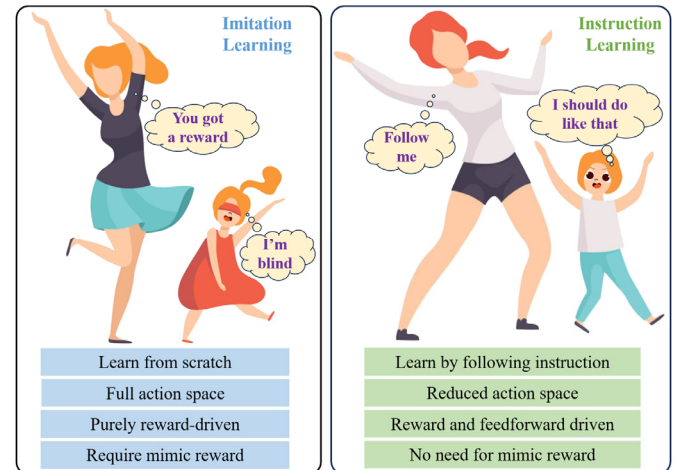 Imitation
Learning
You got
a reward
I'm
blind
Learn from scratch
Full action space
Purely reward-driven
Require mimic reward
Instruction
Learning
Follow
me
I should do
like that
Learn by following instruction
Reduced action space
Reward and feedforward driven
No need for mimic reward